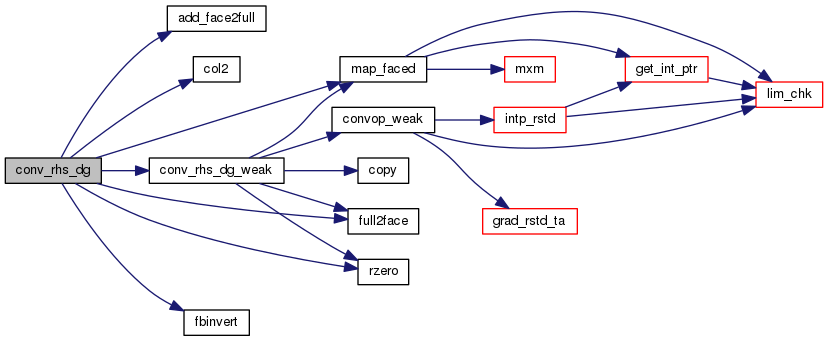 add_face2full
col2
map_faced
mxm
get_int_ptr
lim_chk
convop_weak
intp_rstd
conv_rhs_dg
conv_rhs_dg_weak
copy
full2face
grad_rstd_ta
rzero
fbinvert